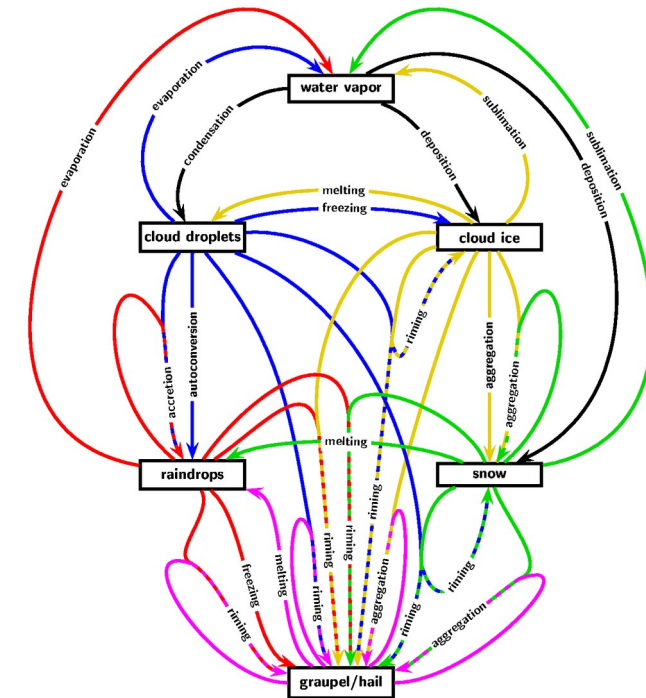 water vapor
evaporation
evaporation
condensation
deposition
sublimation
sublimation
deposition
melting
freezing
cloud droplets
cloud ice
riming
accretion
autoconversion
aggregation
aggregation
melting
raindrops
snow
riming
riming
riming
riming
freezing
melting
riming
aggregation
riming
riming
aggregation
graupel/hail